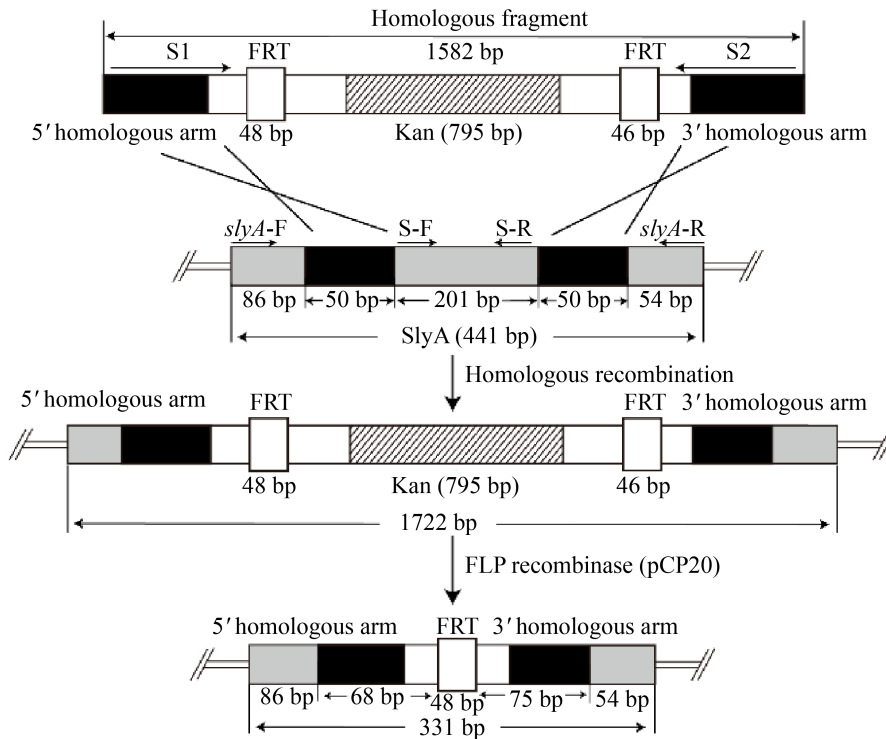 Homologous fragment
S1 FRT 1582 bp FRT S2
5′ homologous arm 48 bp Kan (795 bp) 46 bp 3′ homologous arm
slyA-F S-F S-R slyA-R
86 bp 50 bp 201 bp 50 bp 54 bp
SlyA (441 bp)
Homologous recombination
5′ homologous arm FRT FRT 3′ homologous arm
48 bp Kan (795 bp) 46 bp
1722 bp
FLP recombinase (pCP20)
5′ homologous arm FRT 3′ homologous arm
86 bp 68 bp 48 bp 75 bp 54 bp
331 bp